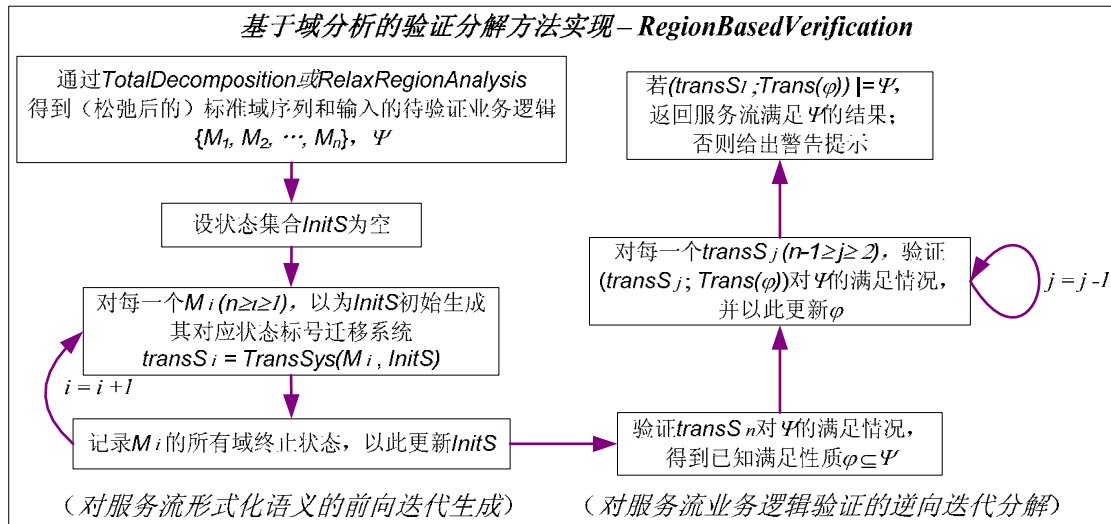 基于域分析的验证分解方法实现 – RegionBasedVerification
通过TotalDecomposition或RelaxRegionAnalysis
得到（松弛后的）标准域序列和输入的待验证业务逻辑
{M1, M2, …, Mn}，Ψ
设状态集合InitS为空
对每一个M i (n≥i≥1)，以为InitS初始生成
其对应状态标号迁移系统
transS i = TransSys(M i , InitS)
i = i +1
记录M i 的所有域终止状态，以此更新InitS
（对服务流形式化语义的前向迭代生成）
若(transS1 ;Trans(φ)) |=Ψ，
返回服务流满足Ψ的结果；
否则给出警告提示
对每一个transS j (n-1≥j≥2)，验证
(transS j ; Trans(φ))对Ψ的满足情况，
并以此更新φ
j = j -1
验证transS n对Ψ的满足情况，
得到已知满足性质φ⊆Ψ
（对服务流业务逻辑验证的逆向迭代分解）